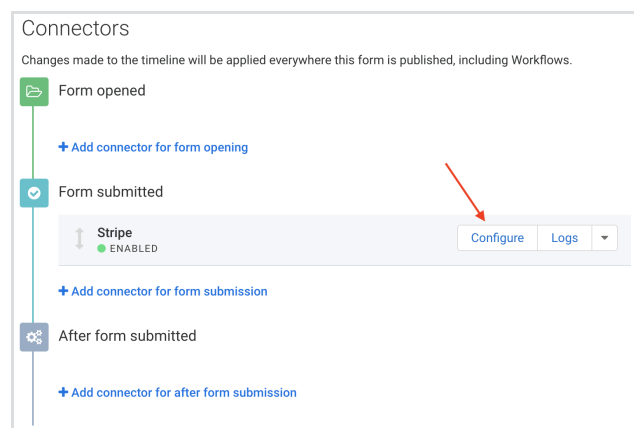 Connectors
Changes made to the timeline will be applied everywhere this form is published, including Workflows.
Form opened
Add connector for form opening
Form submitted
Stripe
ENABLED
Configure Logs
Add connector for form submission
After form submitted
Add connector for after form submission